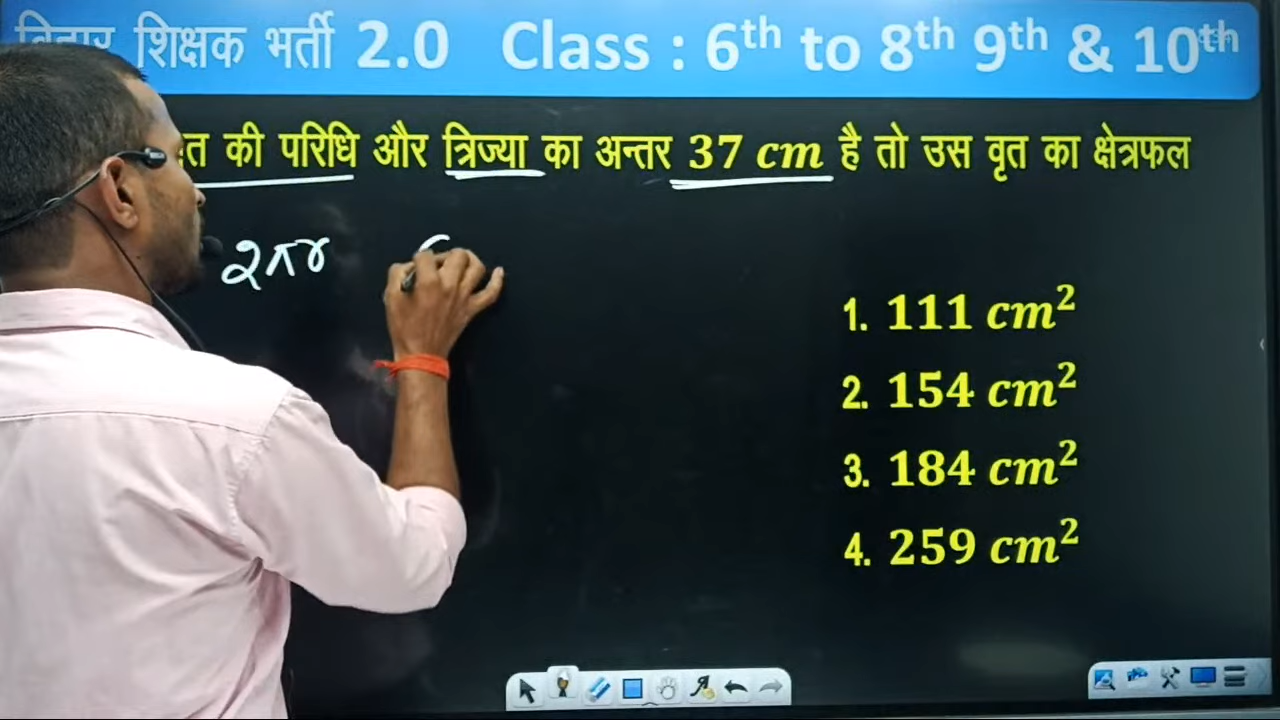 बिहार शिक्षक भर्ती 2.0 Class : 6th to 8th 9th & 10th
की परिधि और त्रिज्या का अन्तर 37 cm है तो उस वृत का क्षेत्रफल
2πr
1. 111 cm²
2. 154 cm²
3. 184 cm²
4. 259 cm²